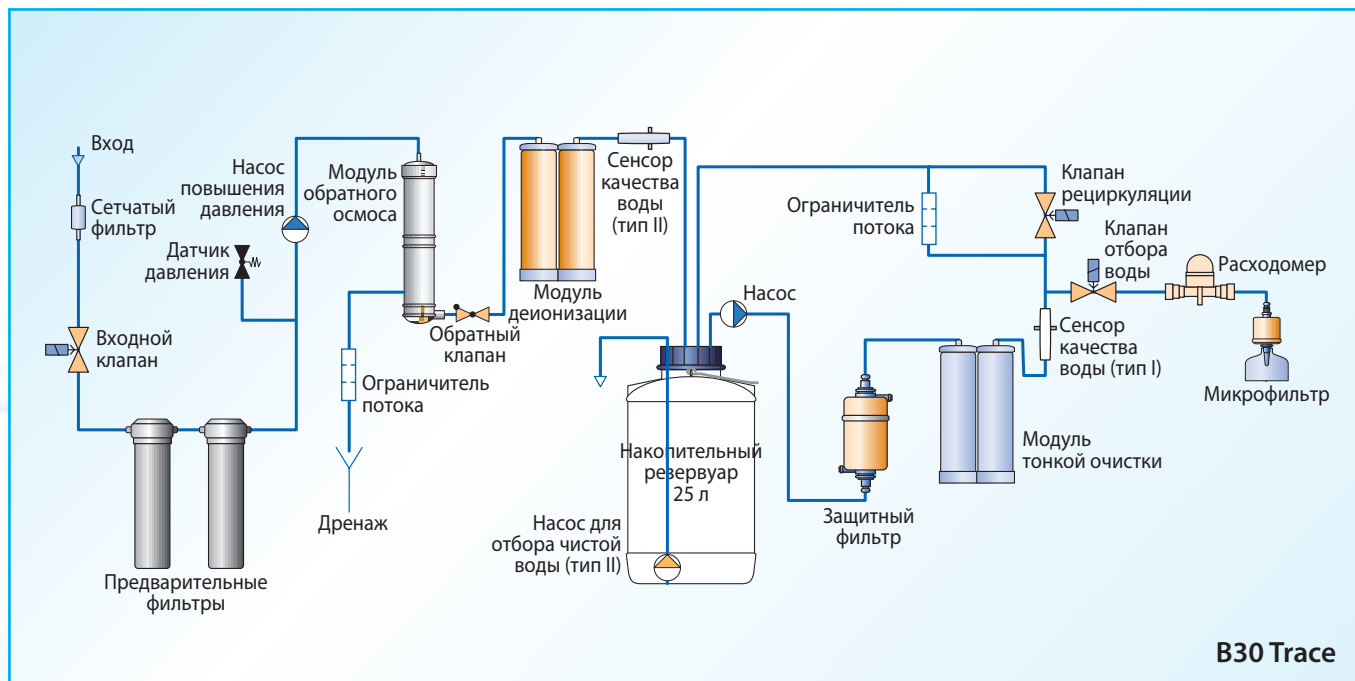 Вход
Сетчатый
фильтр
Насос
повышения
давления
Датчик
давления
Входной
клапан
Предварительные
фильтры
Модуль
обратного
осмоса
Ограничитель
потока
Дренаж
Обратный
клапан
Модуль
деионизации
Сенсор
качества
воды
(тип II)
Насос
Накопительный
резервуар
25 л
Насос для
отбора чистой
воды (тип II)
Защитный
фильтр
Модуль
тонкой очистки
Ограничитель
потока
Клапан
рециркуляции
Клапан
отбора
воды
Расходомер
Сенсор
качества
воды (тип I)
Микрофильтр
B30 Trace